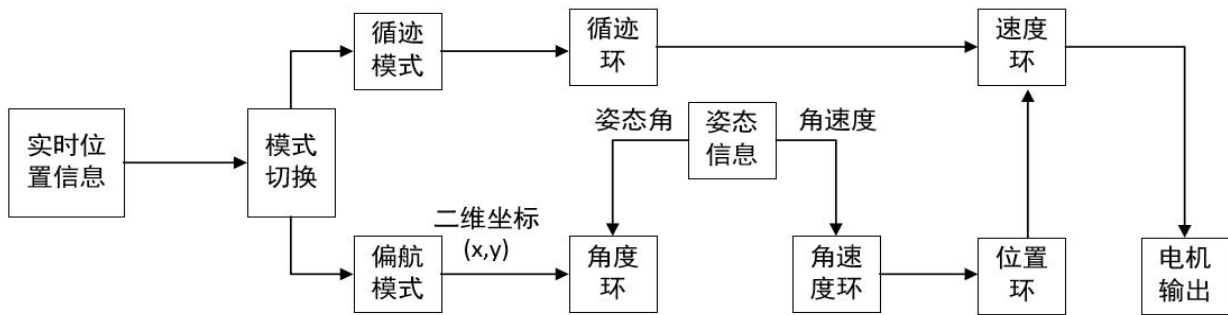 循迹
模式
循迹
环
速度
环
实时位
置信息
模式
切换
姿态角
姿态
信息
角速度
二维坐标
(x,y)
偏航
模式
角度
环
角速
度环
位置
环
电机
输出